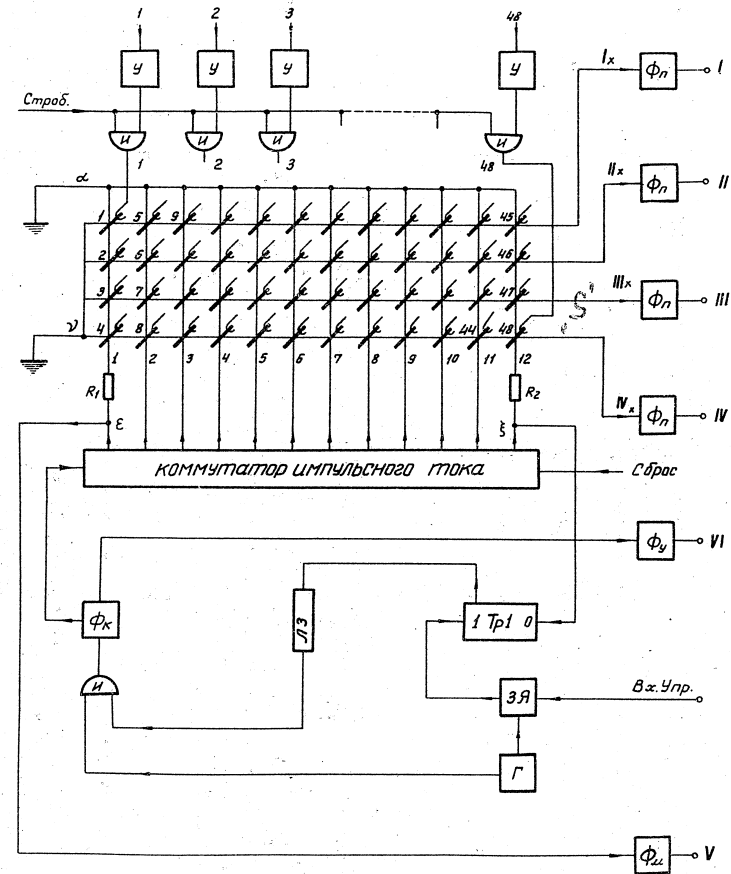 1 2 3 48
У У У У
Строб.
И И И И
1 2 3 48
Iх Фп I
α
IIх Фп II
1 5 9 45
2 6 46
3 7 47
IIIх Фп III
"S"
ν 4 8 44 48
1 2 3 4 5 6 7 8 9 10 11 12
R1 R2
IVх Фп IV
ε ξ
КОММУТАТОР ИМПУЛЬСНОГО ТОКА
Сброс
Фу VI
Фк
ЛЗ
1 Тр1 0
И
ЗЯ
Вх. Упр.
Г
Фм V